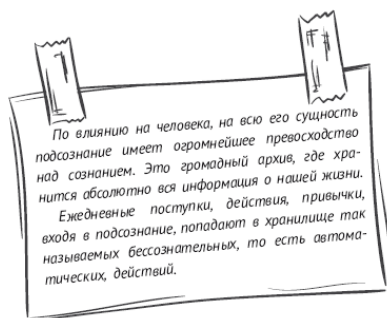 По влиянию на человека, на всю его сущность
подсознание имеет огромнейшее превосходство
над сознанием. Это громадный архив, где хра-
нится абсолютно вся информация о нашей жизни.
Ежедневные поступки, действия, привычки,
входя в подсознание, попадают в хранилище так
называемых бессознательных, то есть автома-
тических, действий.